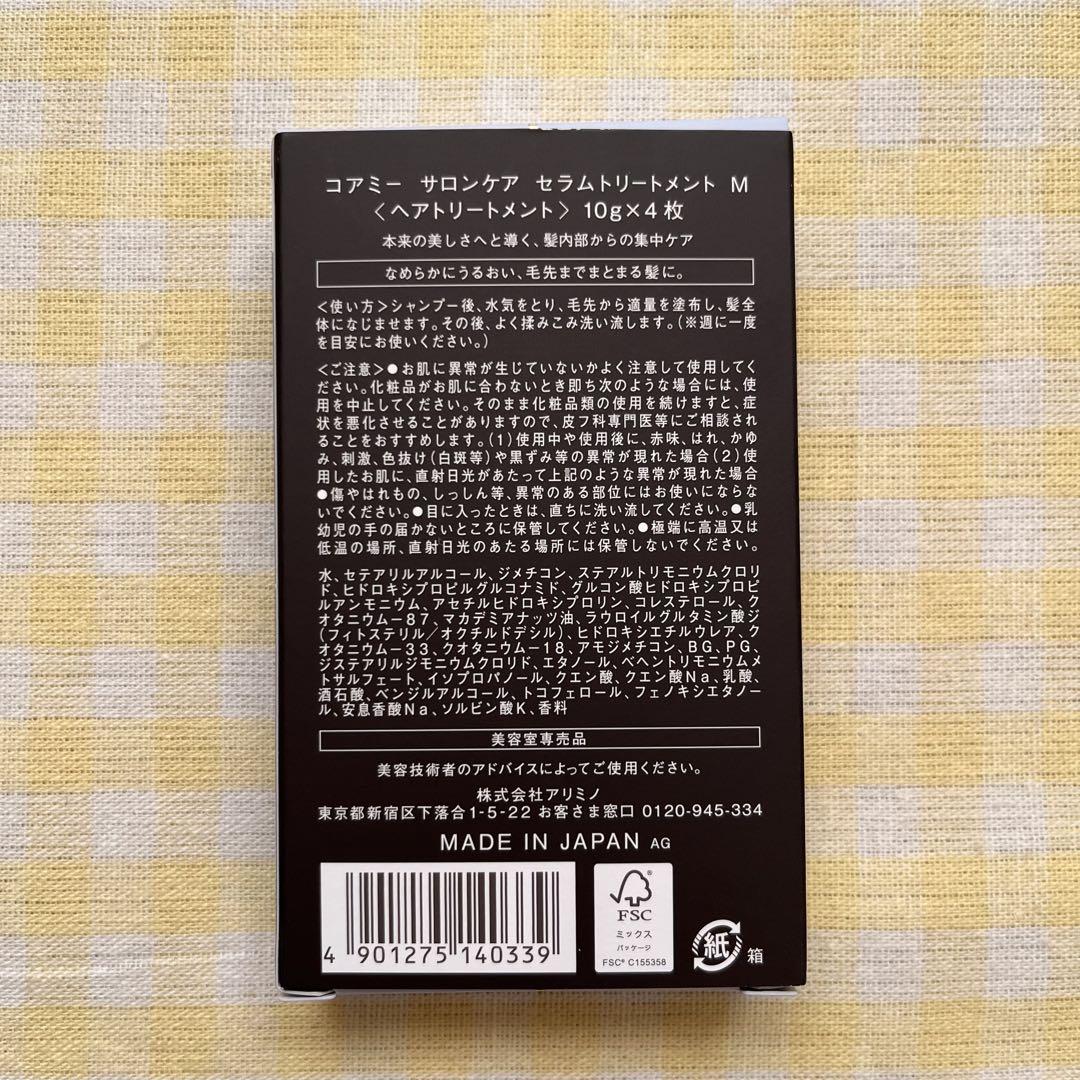 コアミー サロンケア セラムトリートメント M
〈ヘアトリートメント〉 10g×4枚
本来の美しさへと導く、髪内部からの集中ケア
なめらかにうるおい、毛先までまとまる髪に。
＜使い方＞シャンプー後、水気をとり、毛先から適量を塗布し、髪全
体になじませます。その後、よく揉みこみ洗い流します。（※週に一度
を目安にお使いください。）
＜ご注意＞●お肌に異常が生じていないかよく注意して使用してく
ださい。化粧品がお肌に合わないとき即ち次のような場合には、使
用を中止してください。そのまま化粧品類の使用を続けますと、症
状を悪化させることがありますので、皮フ科専門医等にご相談され
ることをおすすめします。（1）使用中や使用後に、赤味、はれ、かゆ
み、刺激、色抜け（白斑等）や黒ずみ等の異常が現れた場合（2）使
用したお肌に、直射日光があたって上記のような異常が現れた場合
●傷やはれもの、しっしん等、異常のある部位にはお使いにならな
いでください。●目に入ったときは、直ちに洗い流してください。●乳
幼児の手の届かないところに保管してください。●極端に高温又は
低温の場所、直射日光のあたる場所には保管しないでください。
水、セテアリルアルコール、ジメチコン、ステアルトリモニウムクロリ
ド、ヒドロキシプロピルグルコナミド、グルコン酸ヒドロキシプロピ
ルアンモニウム、アセチルヒドロキシプロリン、コレステロール、ク
オタニウム－87、マカデミアナッツ油、ラウロイルグルタミン酸ジ
（フィトステリル／オクチルドデシル）、ヒドロキシエチルウレア、ク
オタニウム－33、クオタニウム－18、アモジメチコン、BG、PG、
ジステアリルジモニウムクロリド、エタノール、ベヘントリモニウムメ
トサルフェート、イソプロパノール、クエン酸、クエン酸Na、乳酸、
酒石酸、ベンジルアルコール、トコフェロール、フェノキシエタノー
ル、安息香酸Na、ソルビン酸K、香料
美容室専売品
美容技術者のアドバイスによってご使用ください。
株式会社アリミノ
東京都新宿区下落合1-5-22 お客さま窓口 0120-945-334
MADE IN JAPAN AG
4 901275 140339
FSC
ミックス
パッケージ
FSC® C155358
紙 箱